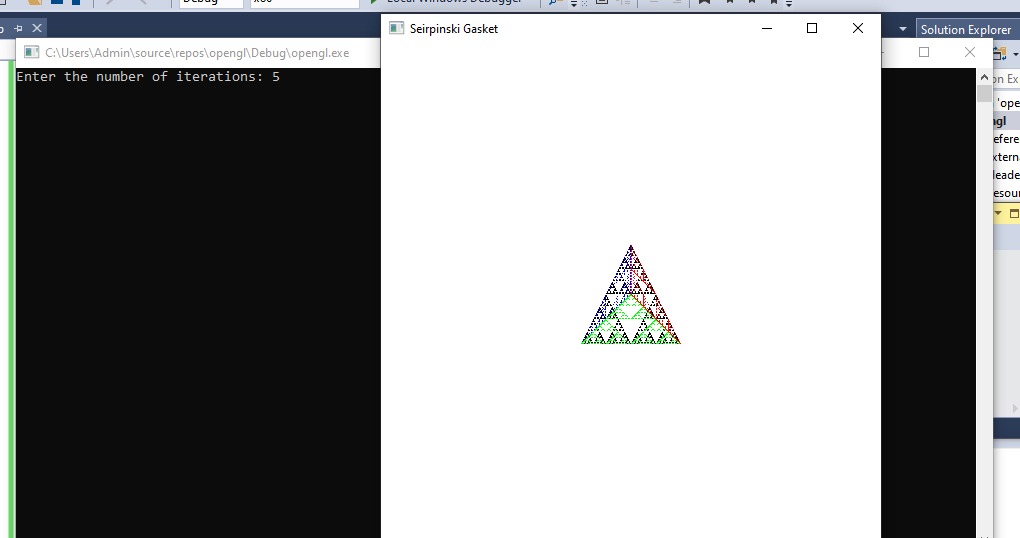 Debug
x86
Local Windows Debugger
Seirpinski Gasket
Solution Explorer
C:\Users\Admin\source\repos\opengl\Debug\opengl.exe
Enter the number of iterations: 5
on Ex
'ope
ngl
efere
xtern
leade
esour